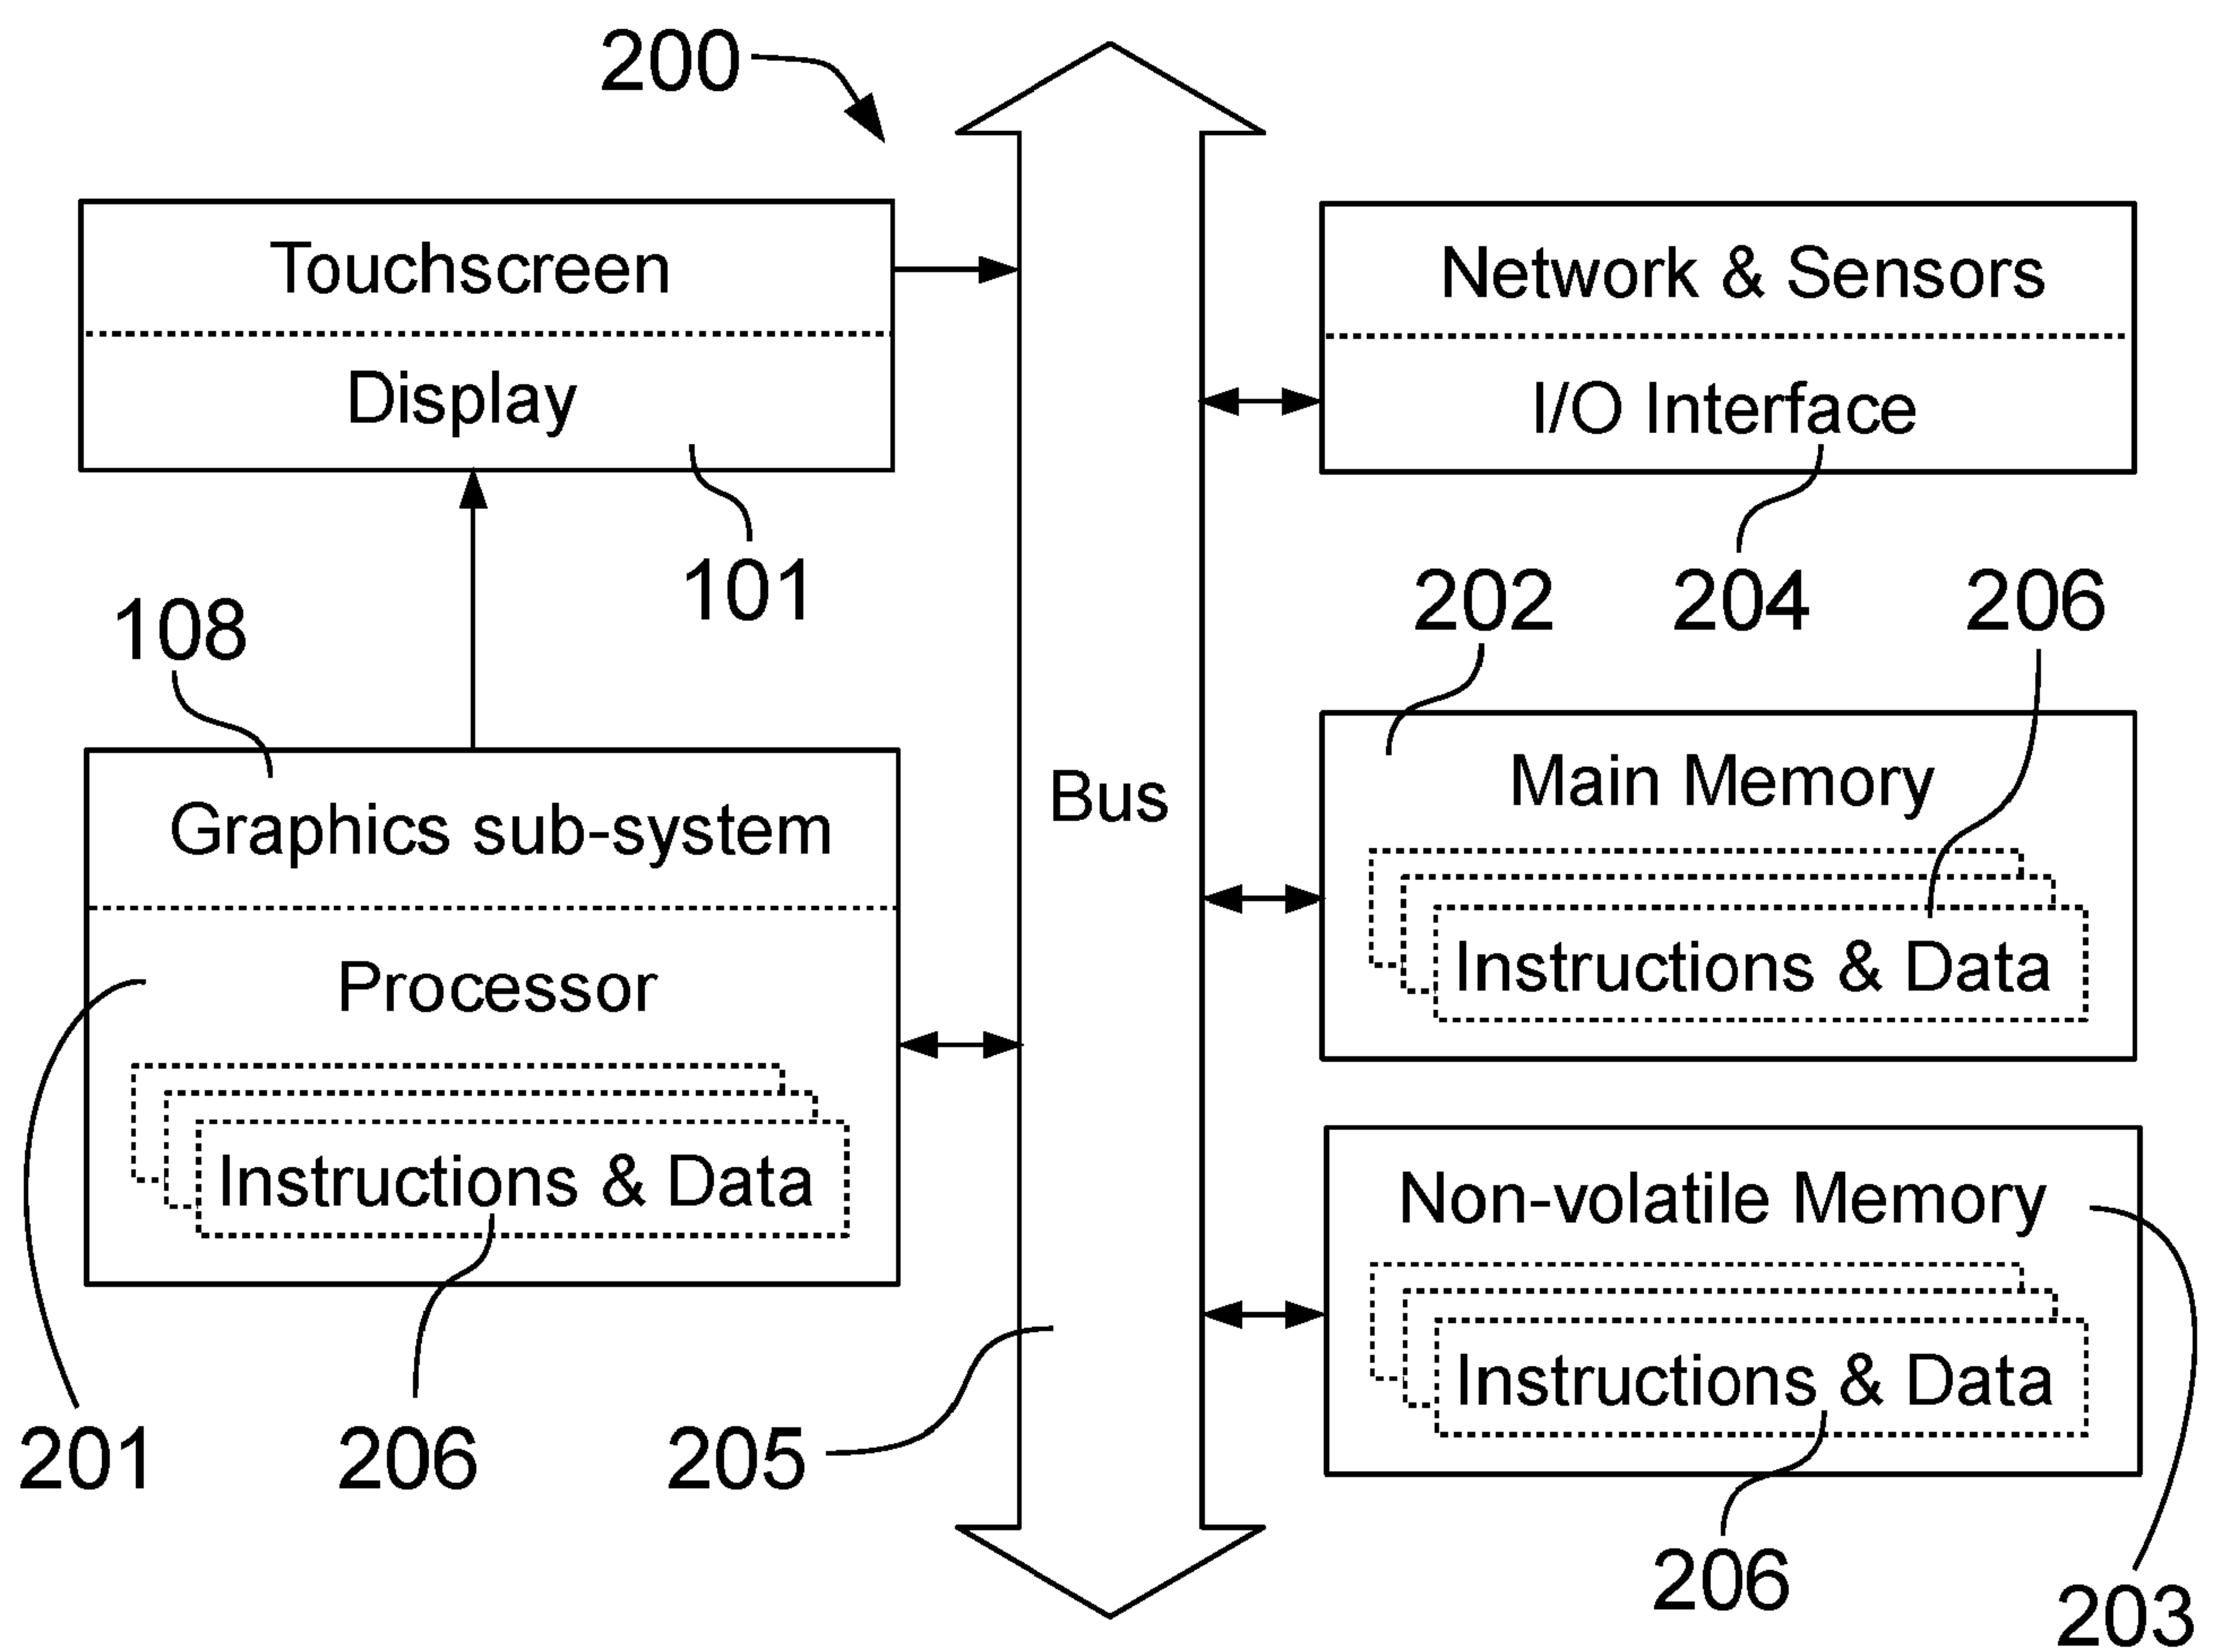 200
Touchscreen
Display
101
108
Graphics sub-system
Processor
Instructions & Data
201
206
205
Bus
Network & Sensors
I/O Interface
202
204
206
Main Memory
Instructions & Data
Non-volatile Memory
Instructions & Data
206
203